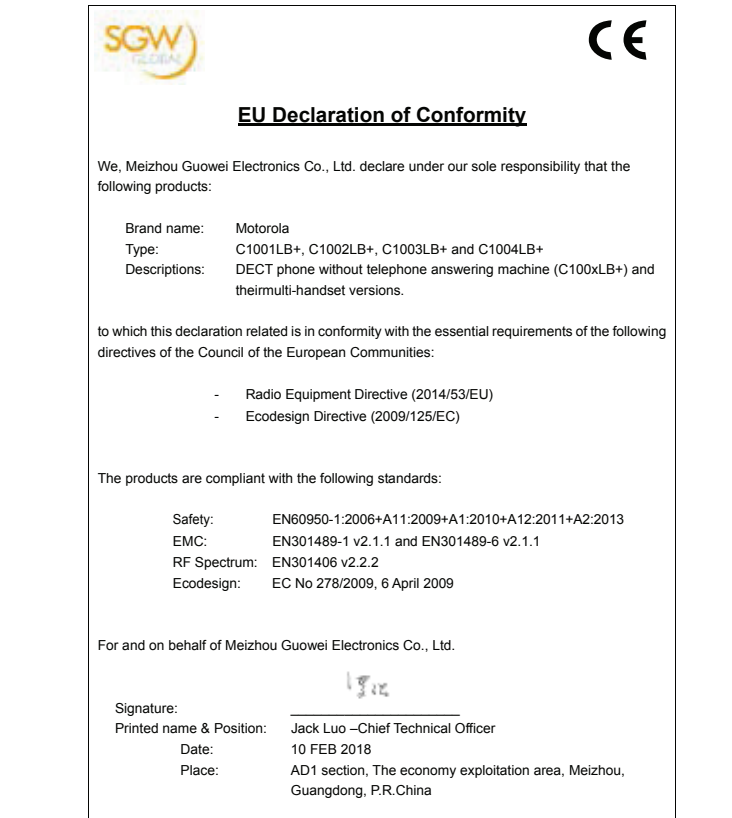 SGW
GLOBAL
CE
EU Declaration of Conformity
We, Meizhou Guowei Electronics Co., Ltd. declare under our sole responsibility that the
following products:
Brand name: Motorola
Type: C1001LB+, C1002LB+, C1003LB+ and C1004LB+
Descriptions: DECT phone without telephone answering machine (C100xLB+) and
theirmulti-handset versions.
to which this declaration related is in conformity with the essential requirements of the following
directives of the Council of the European Communities:
- Radio Equipment Directive (2014/53/EU)
- Ecodesign Directive (2009/125/EC)
The products are compliant with the following standards:
Safety: EN60950-1:2006+A11:2009+A1:2010+A12:2011+A2:2013
EMC: EN301489-1 v2.1.1 and EN301489-6 v2.1.1
RF Spectrum: EN301406 v2.2.2
Ecodesign: EC No 278/2009, 6 April 2009
For and on behalf of Meizhou Guowei Electronics Co., Ltd.
Signature:
Printed name & Position: Jack Luo –Chief Technical Officer
Date: 10 FEB 2018
Place: AD1 section, The economy exploitation area, Meizhou,
Guangdong, P.R.China